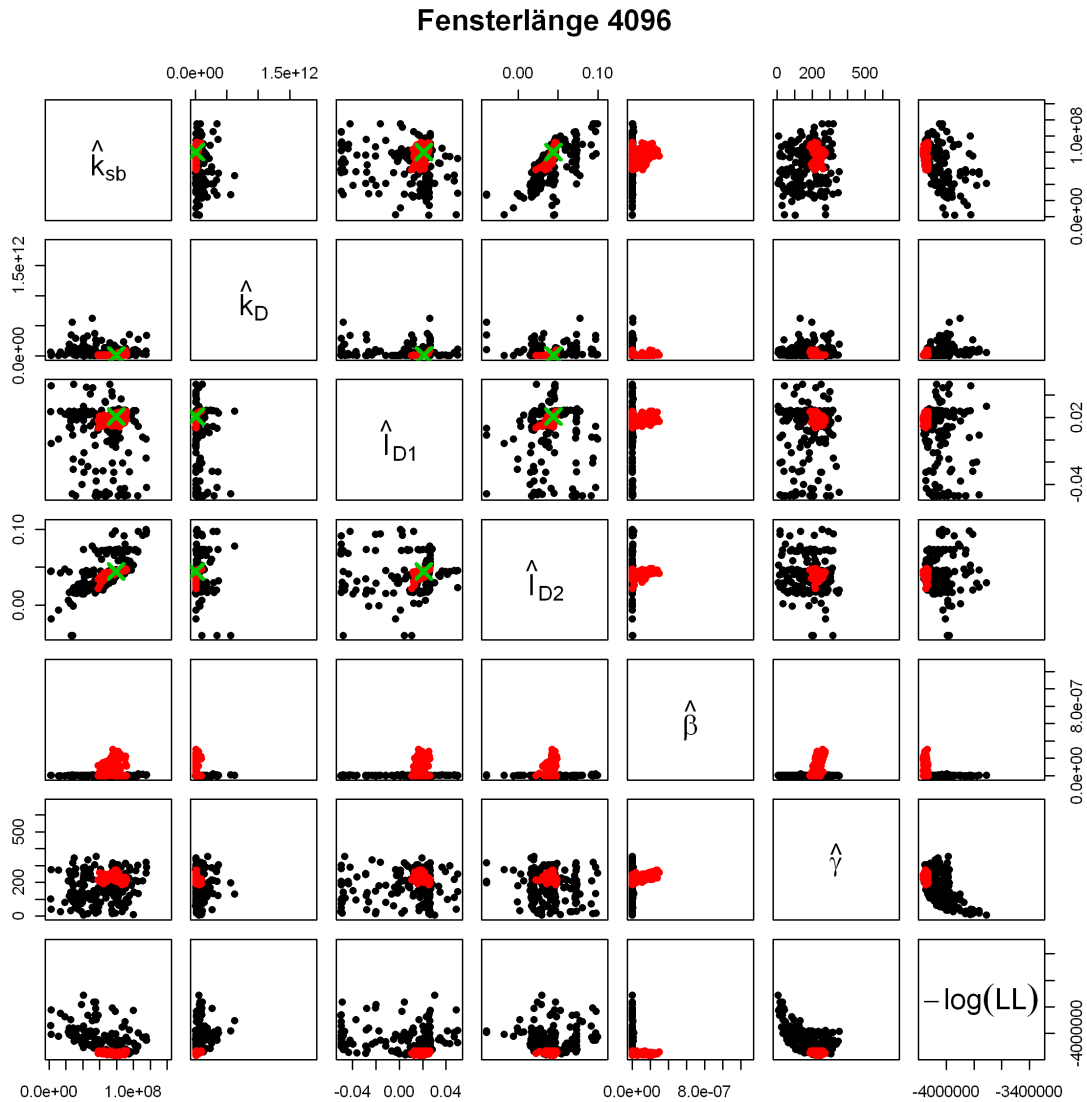 Fensterlänge 4096
0.0e+00 1.5e+12 0.00 0.10 0 200 500
k̂sb 0.0e+00 1.0e+08
0.0e+00 1.5e+12 k̂D
l̂D1 -0.04 0.02
0.00 0.10 l̂D2
β̂ 0.0e+00 8.0e-07
0 200 500 γ̂
−log(LL) -4000000
0.0e+00 1.0e+08 -0.04 0.00 0.04 0.0e+00 8.0e-07 -4000000 -3400000